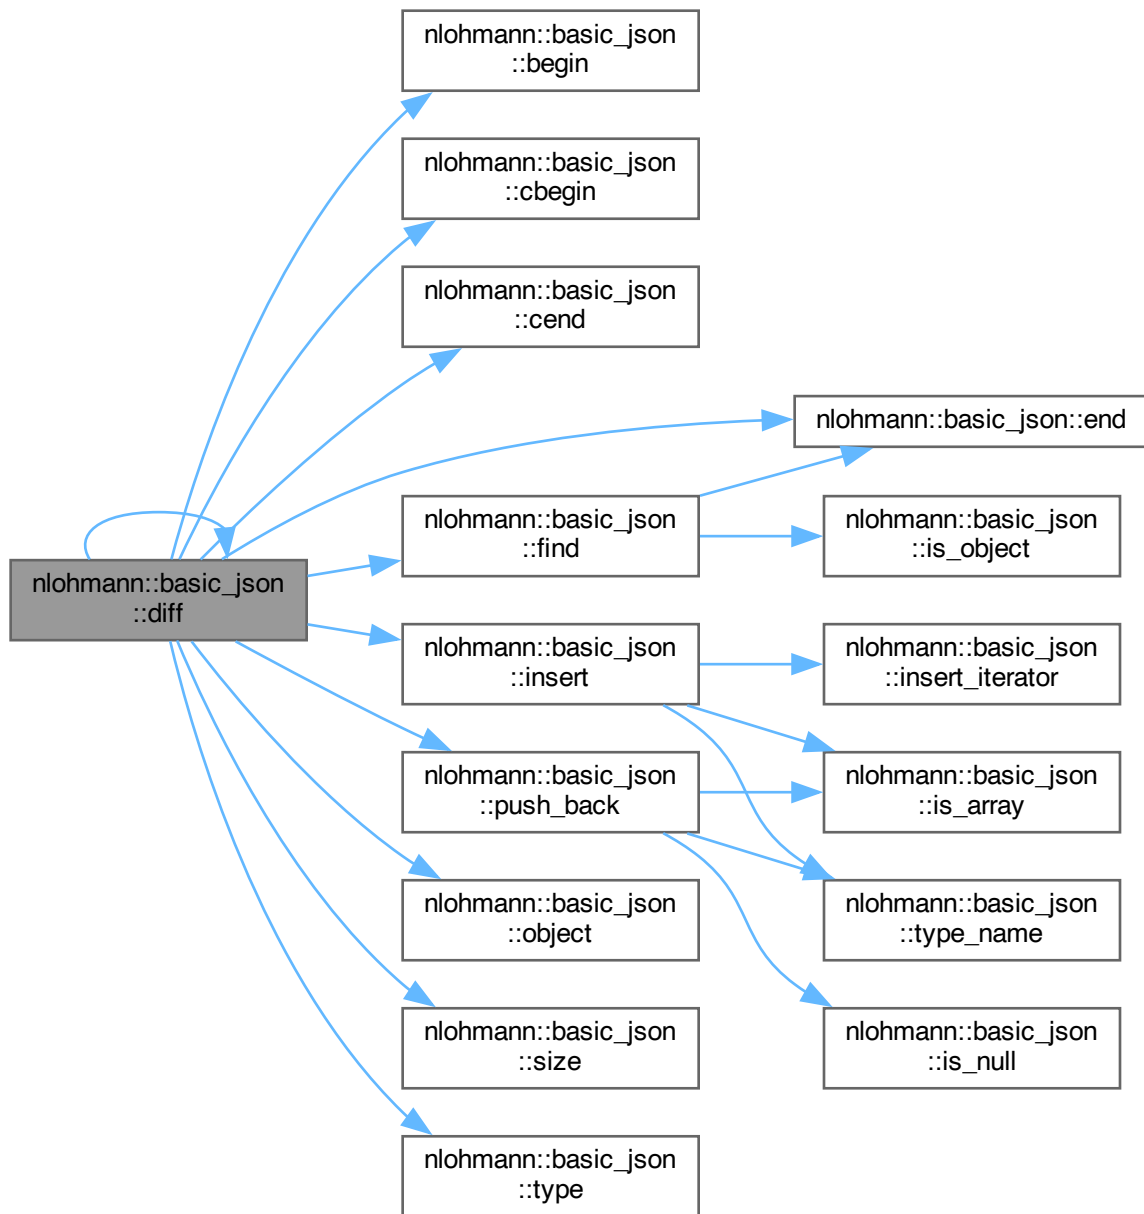 nlohmann::basic_json
::begin
nlohmann::basic_json
::cbegin
nlohmann::basic_json
::cend
nlohmann::basic_json::end
nlohmann::basic_json
::find
nlohmann::basic_json
::is_object
nlohmann::basic_json
::diff
nlohmann::basic_json
::insert
nlohmann::basic_json
::insert_iterator
nlohmann::basic_json
::push_back
nlohmann::basic_json
::is_array
nlohmann::basic_json
::object
nlohmann::basic_json
::type_name
nlohmann::basic_json
::size
nlohmann::basic_json
::is_null
nlohmann::basic_json
::type